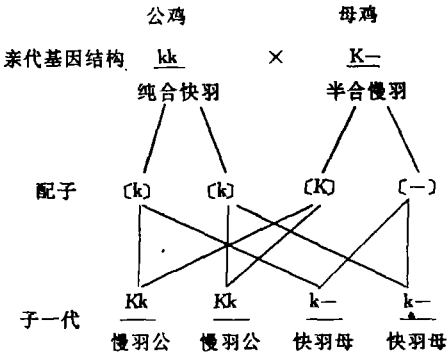 公鸡 母鸡
亲代基因结构 kk × K—
纯合快羽 半合慢羽
配子 〔k〕 〔k〕 〔K〕 〔—〕
子一代 Kk Kk k— k—
慢羽公 慢羽公 快羽母 快羽母